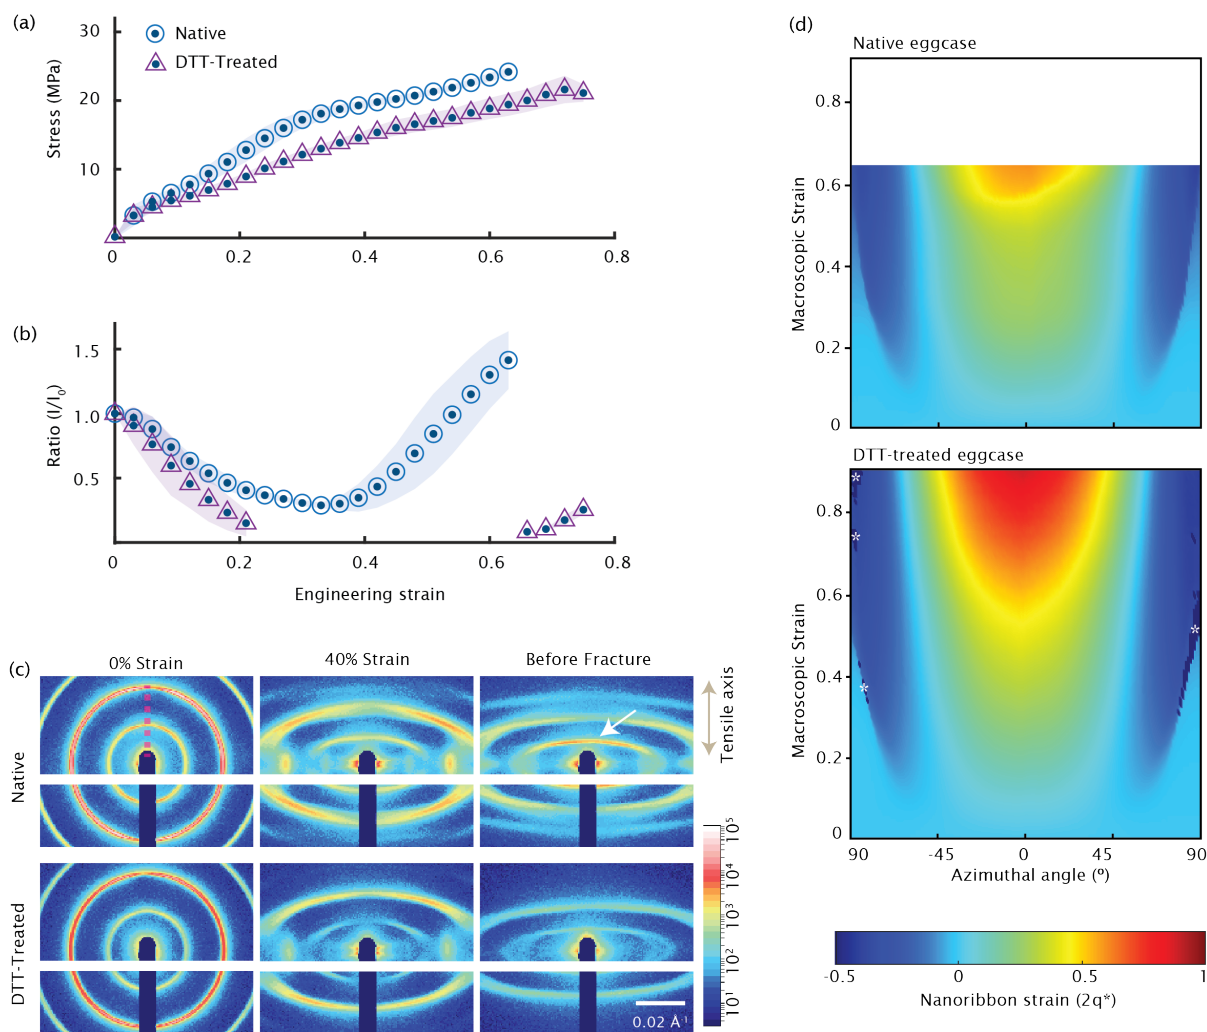 (a)
30
20
10
Stress (MPa)
Native
DTT-Treated
0
0.2
0.4
0.6
0.8
(b)
1.5
1.0
0.5
Ratio (I/I0)
0
0.2
0.4
0.6
0.8
Engineering strain
(c)
0% Strain
40% Strain
Before Fracture
Native
DTT-Treated
Tensile axis
10^5
10^4
10^3
10^2
10^1
0.02 Å-1
(d)
Native eggcase
0.8
0.6
0.4
0.2
0
Macroscopic Strain
DTT-treated eggcase
*
*
*
*
0.8
0.6
0.4
0.2
0
Macroscopic Strain
90
-45
0
45
90
Azimuthal angle (º)
-0.5
0
0.5
1
Nanoribbon strain (2q*)